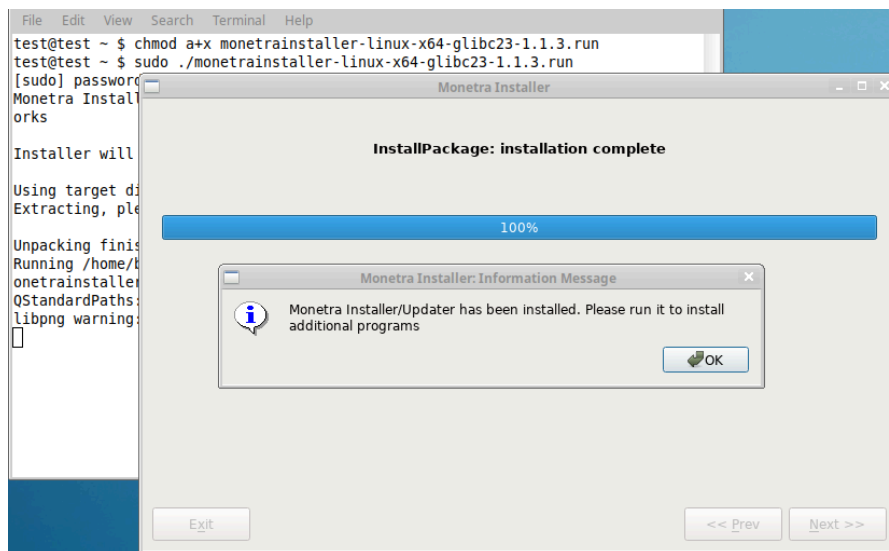 File Edit View Search Terminal Help
test@test ~ $ chmod a+x monetrainstaller-linux-x64-glibc23-1.1.3.run
test@test ~ $ sudo ./monetrainstaller-linux-x64-glibc23-1.1.3.run
[sudo] password
Monetra Install
orks
Installer will
Using target di
Extracting, ple
Unpacking finis
Running /home/b
onetrainstaller
QStandardPaths:
libpng warning:
Monetra Installer
InstallPackage: installation complete
100%
Monetra Installer: Information Message
Monetra Installer/Updater has been installed. Please run it to install
additional programs
OK
Exit
<< Prev
Next >>